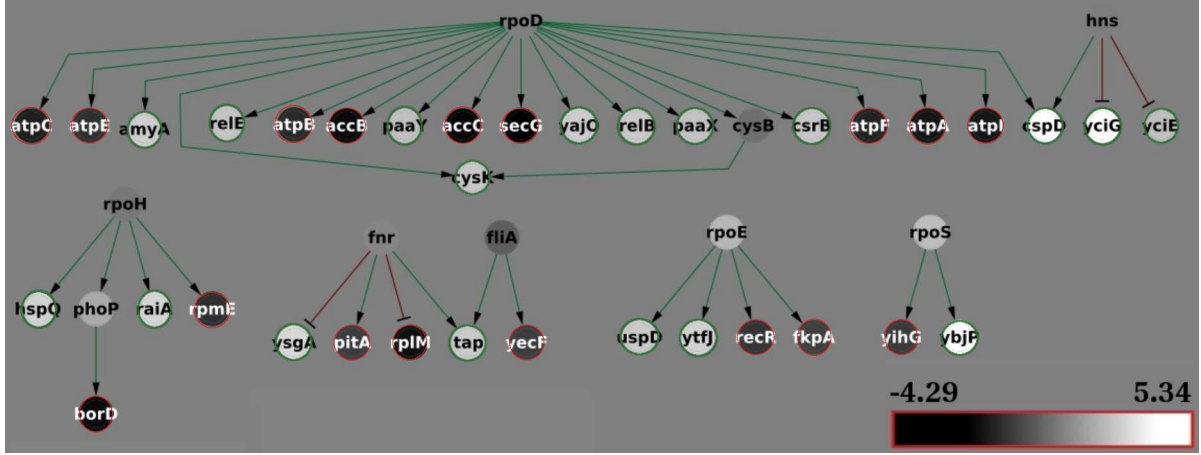 rpoD hns
atpC atpE amyA relE atpB accB paaY accC secG yajC relB paaX cysB csrB atpF atpA atpI cspD yciG yciE
cysK
rpoH fnr fliA rpoE rpoS
hspQ phoP raiA rpmE ysgA pitA rplM tap yecF uspD ytfJ recR fkpA yihG ybjP
-4.29 5.34
borD